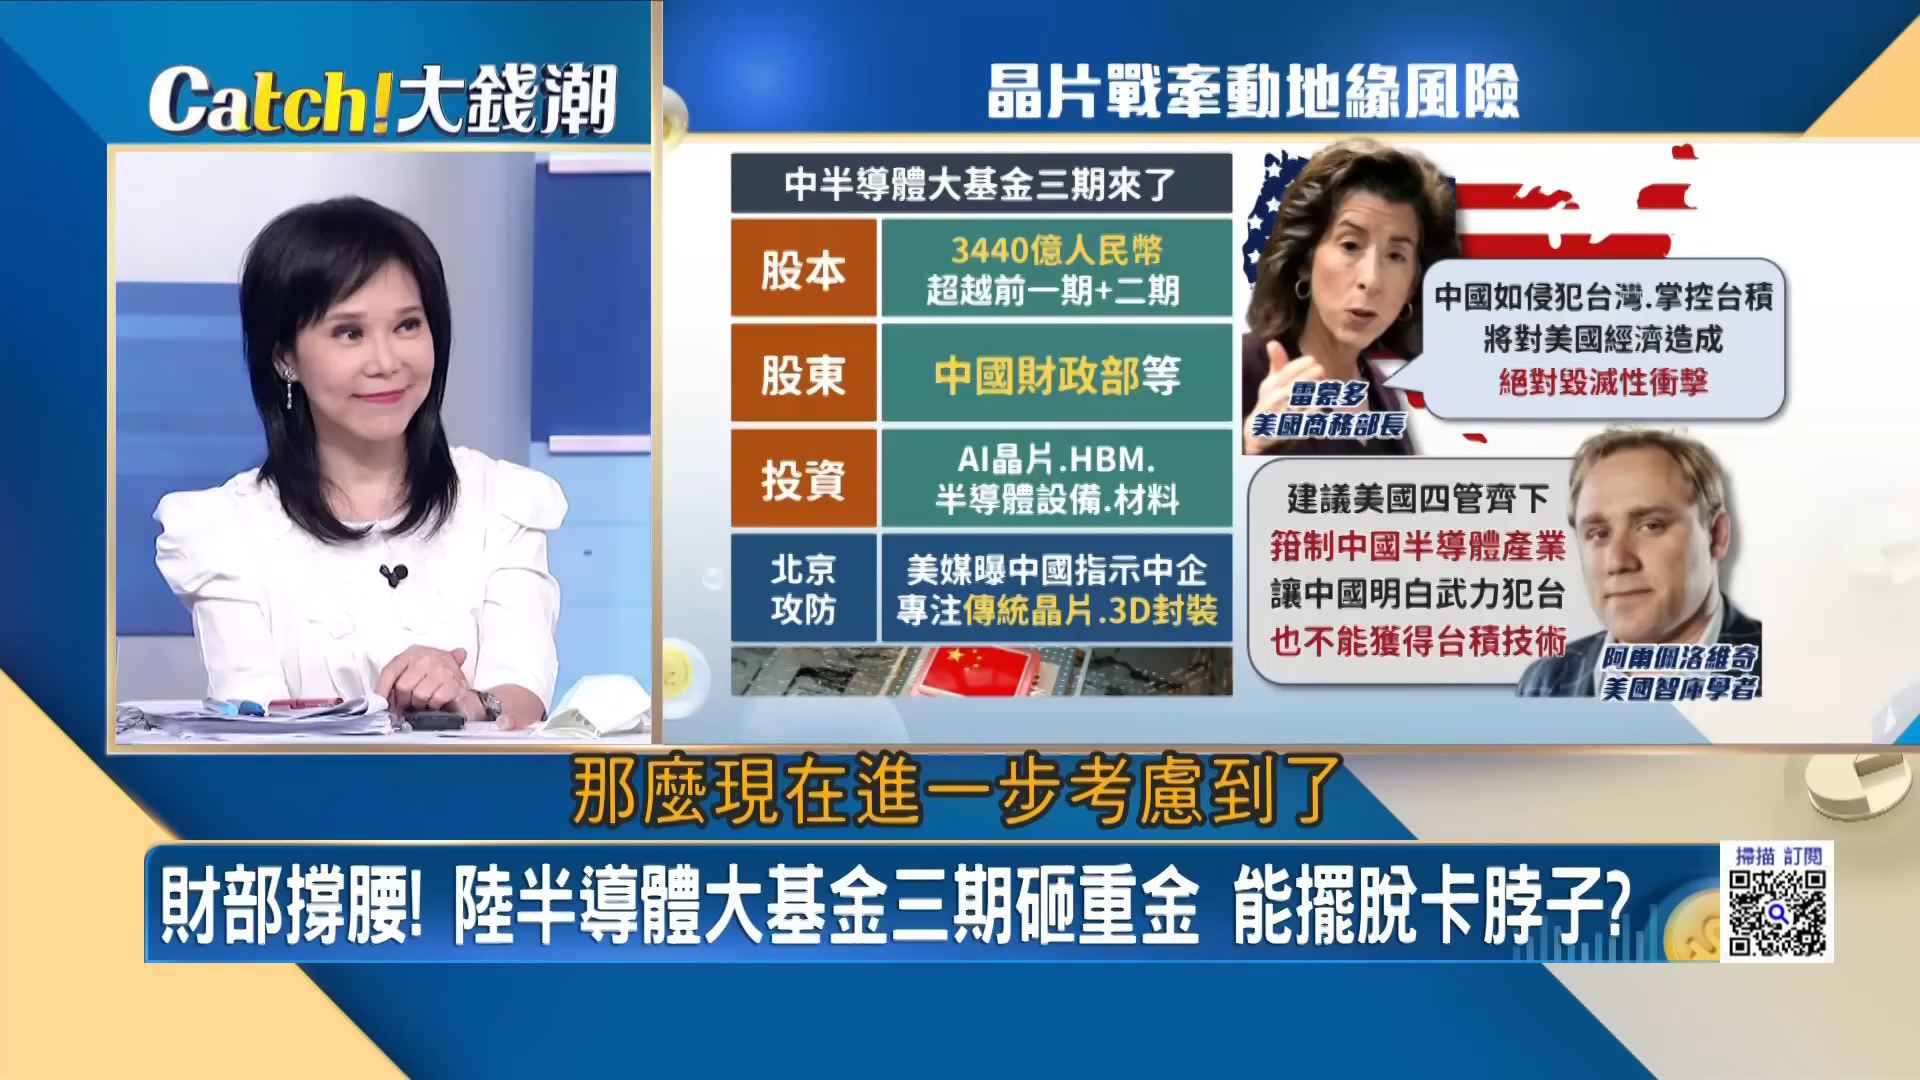 Catch!大錢潮
晶片戰牽動地緣風險
中半導體大基金三期來了
股本
3440億人民幣
超越前一期+二期
股東
中國財政部等
投資
AI晶片.HBM.
半導體設備.材料
北京
攻防
美媒曝中國指示中企
專注傳統晶片.3D封裝
中國如侵犯台灣.掌控台積
將對美國經濟造成
絕對毀滅性衝擊
雷蒙多
美國商務部長
建議美國四管齊下
箝制中國半導體產業
讓中國明白武力犯台
也不能獲得台積技術
阿爾佩洛維奇
美國智庫學者
那麼現在進一步考慮到了
財部撐腰! 陸半導體大基金三期砸重金 能擺脫卡脖子?
掃描 訂閱